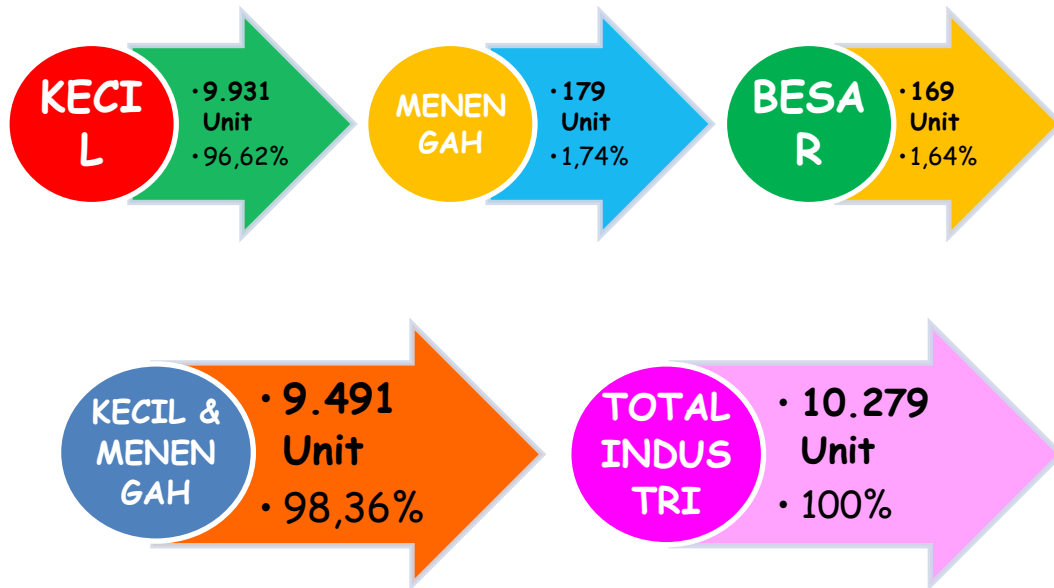 KECI
L
• 9.931
Unit
• 96,62%
MENEN
GAH
• 179
Unit
• 1,74%
BESA
R
• 169
Unit
• 1,64%
KECIL &
MENEN
GAH
• 9.491
Unit
• 98,36%
TOTAL
INDUS
TRI
• 10.279
Unit
• 100%